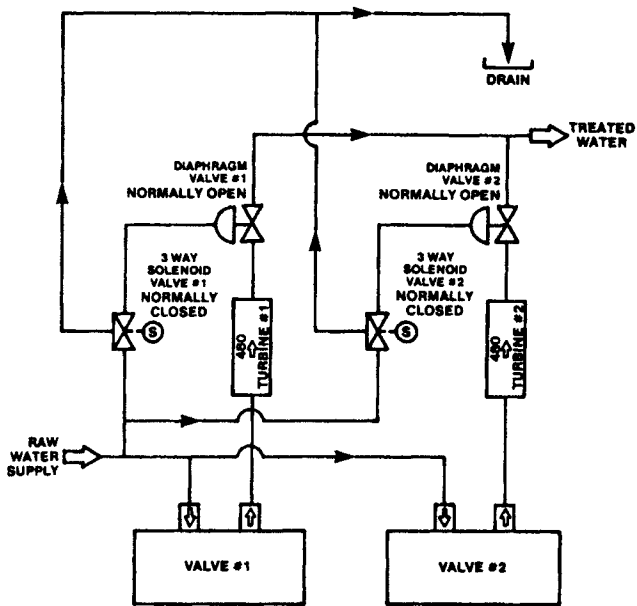 DRAIN
TREATED
WATER
DIAPHRAGM
VALVE #1
NORMALLY OPEN
DIAPHRAGM
VALVE #2
NORMALLY OPEN
3 WAY
SOLENOID
VALVE #1
NORMALLY
CLOSED
S
3 WAY
SOLENOID
VALVE #2
NORMALLY
CLOSED
S
460
TURBINE #1
460
TURBINE #2
RAW
WATER
SUPPLY
VALVE #1
VALVE #2